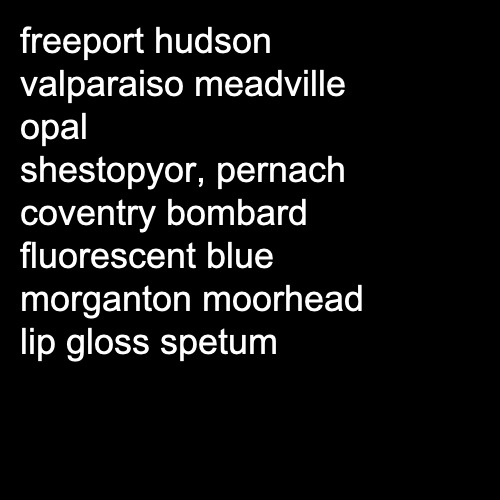 freeport hudson
valparaiso meadville
opal
shestopyor, pernach
coventry bombard
fluorescent blue
morganton moorhead
lip gloss spetum